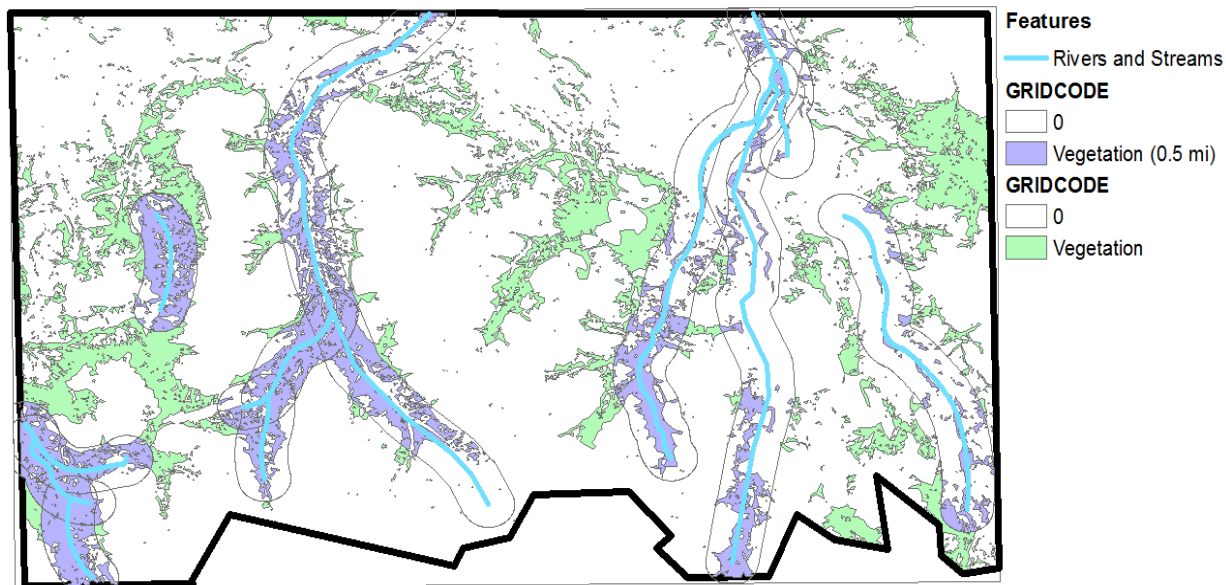 Features
Rivers and Streams
GRIDCODE
0
Vegetation (0.5 mi)
GRIDCODE
0
Vegetation